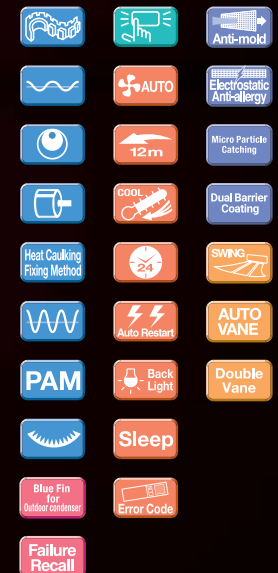 Anti-mold
AUTO
Electrostatic
Anti-allergy
12m
Micro Particle
Catching
COOL
Dual Barrier
Coating
Heat Caulking
Fixing Method
24
SWING
Auto Restart
AUTO
VANE
PAM
Back
Light
Double
Vane
Sleep
Blue Fin
for
Outdoor condenser
Error Code
Failure
Recall